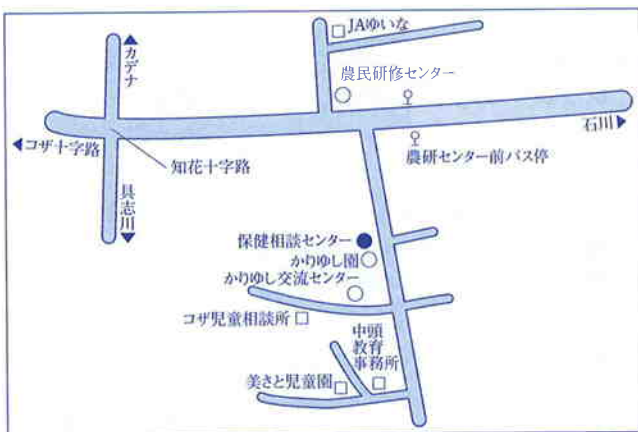 JAゆいな
カデナ
農民研修センター
石川
コザ十字路
知花十字路
農研センター前バス停
具志川
保健相談センター
かりゆし園
かりゆし交流センター
コザ児童相談所
中頭
教育
事務所
美さと児童園